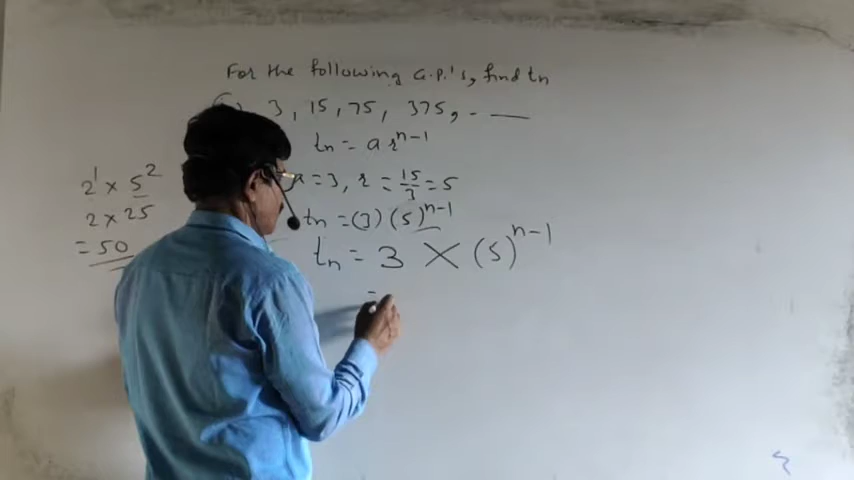 For the following G.P.'s, find tn
3, 15, 75, 375, - —
tn = a r^n-1
a = 3, r = 15/3 = 5
tn = (3) (5)^n-1
tn = 3 × (5)^n-1
=
2^1 × 5^2
2 × 25
= 50